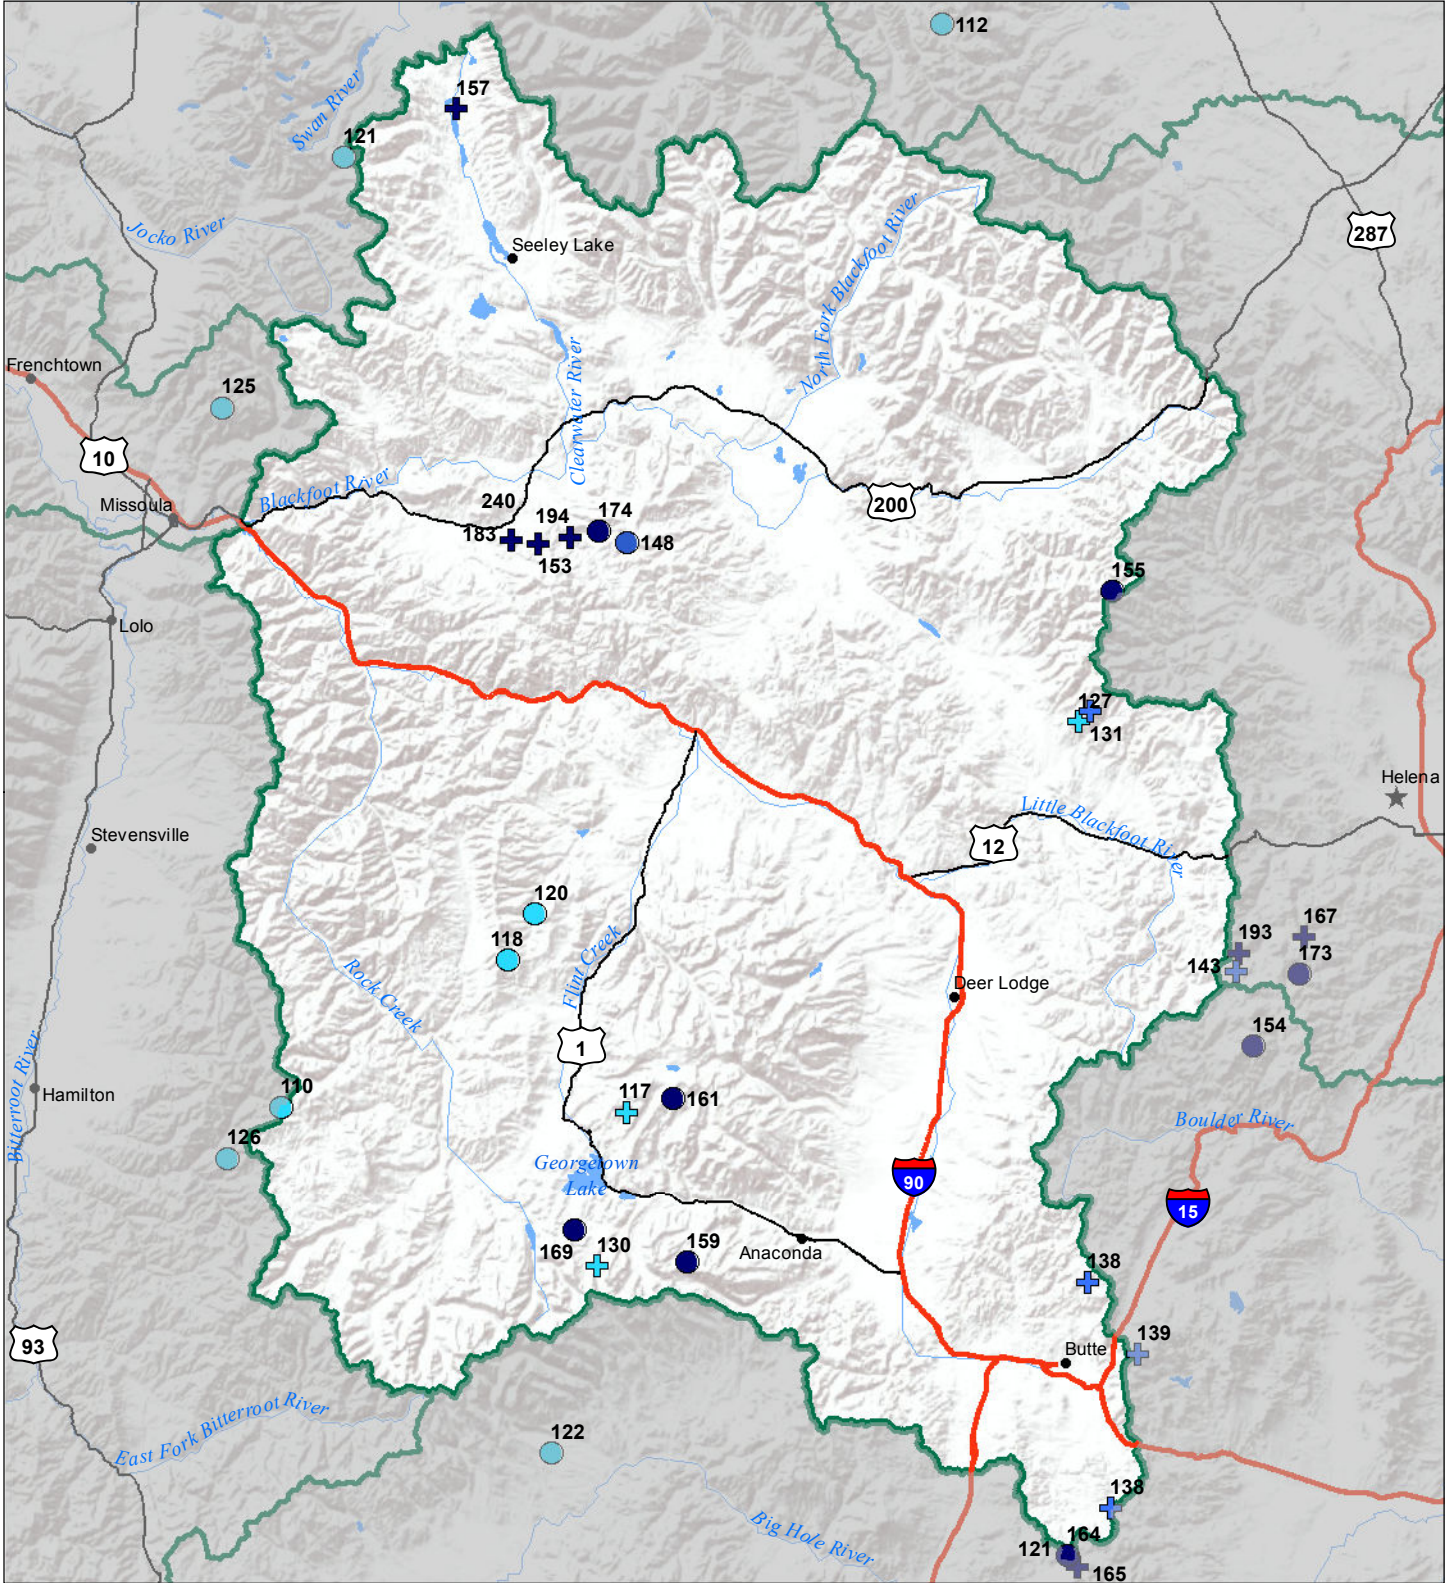 112
157
Swan River
121
Jocko River
Seeley Lake
North Fork Blackfoot River
287
Frenchtown
125
Clearwater River
10
Missoula
Blackfoot River
240
200
183
194
174
153
148
155
Lolo
127
131
Helena
Little Blackfoot River
12
Stevensville
120
118
Flint Creek
193
167
143
173
Rock Creek
Deer Lodge
154
1
Bitterroot River
Hamilton
110
117
161
126
Boulder River
Georgetown
Lake
90
15
169
130
159
Anaconda
138
93
139
Butte
East Fork Bitterroot River
122
138
Big Hole River
164
121
165